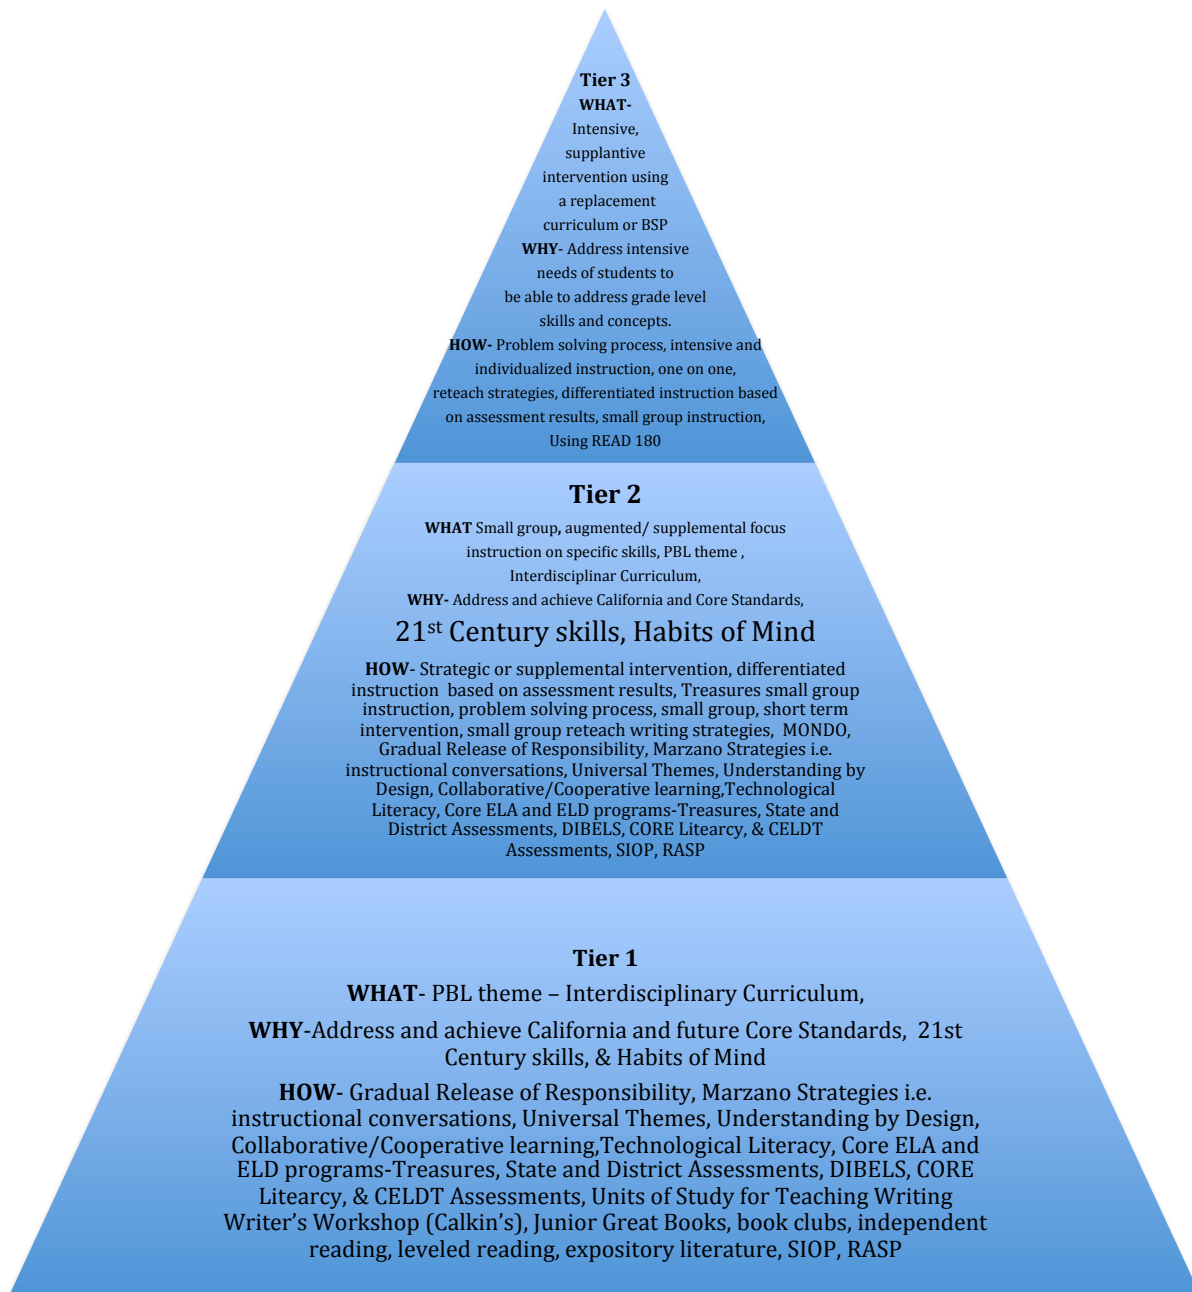 Tier 3
WHAT-
Intensive,
supplantive
intervention using
a replacement
curriculum or BSP
WHY- Address intensive
needs of students to
be able to address grade level
skills and concepts.
HOW- Problem solving process, intensive and
individualized instruction, one on one,
reteach strategies, differentiated instruction based
on assessment results, small group instruction,
Using READ 180
Tier 2
WHAT Small group, augmented/ supplemental focus
instruction on specific skills, PBL theme ,
Interdisciplinar Curriculum,
WHY- Address and achieve California and Core Standards,
21st Century skills, Habits of Mind
HOW- Strategic or supplemental intervention, differentiated
instruction  based on assessment results, Treasures small group
instruction, problem solving process, small group, short term
intervention, small group reteach writing strategies,  MONDO,
Gradual Release of Responsibility, Marzano Strategies i.e.
instructional conversations, Universal Themes, Understanding by
Design, Collaborative/Cooperative learning,Technological
Literacy, Core ELA and ELD programs-Treasures, State and
District Assessments, DIBELS, CORE Litearcy, & CELDT
Assessments, SIOP, RASP
Tier 1
WHAT- PBL theme – Interdisciplinary Curriculum,
WHY-Address and achieve California and future Core Standards,  21st
Century skills, & Habits of Mind
HOW- Gradual Release of Responsibility, Marzano Strategies i.e.
instructional conversations, Universal Themes, Understanding by Design,
Collaborative/Cooperative learning,Technological Literacy, Core ELA and
ELD programs-Treasures, State and District Assessments, DIBELS, CORE
Litearcy, & CELDT Assessments, Units of Study for Teaching Writing
Writer’s Workshop (Calkin’s), Junior Great Books, book clubs, independent
reading, leveled reading, expository literature, SIOP, RASP